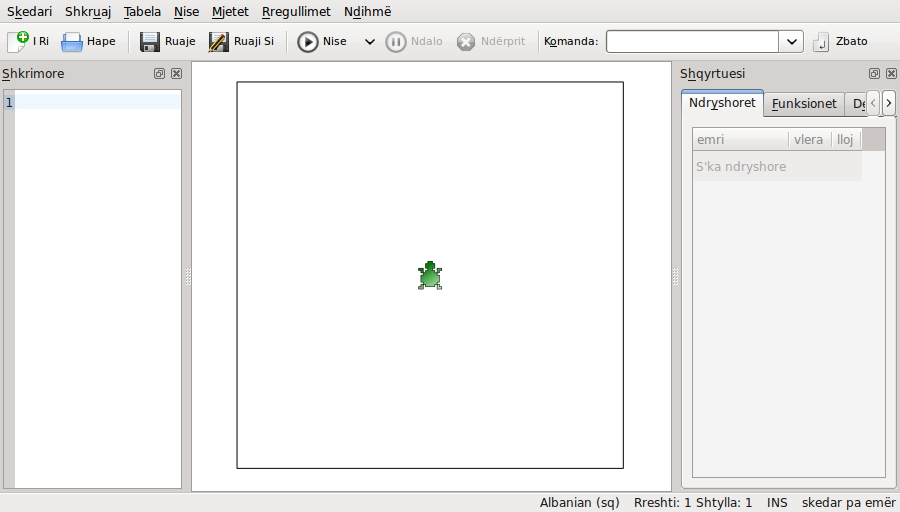 Skedari Shkruaj Tabela Nise Mjetet Rregullimet Ndihmë
I Ri Hape Ruaje Ruaji Si Nise Ndalo Ndërprit Komanda: Zbato
Shkrimore
1
Shqyrtuesi
Ndryshoret Funksionet
emri vlera lloj
S'ka ndryshore
Albanian (sq) Rreshti: 1 Shtylla: 1 INS skedar pa emër